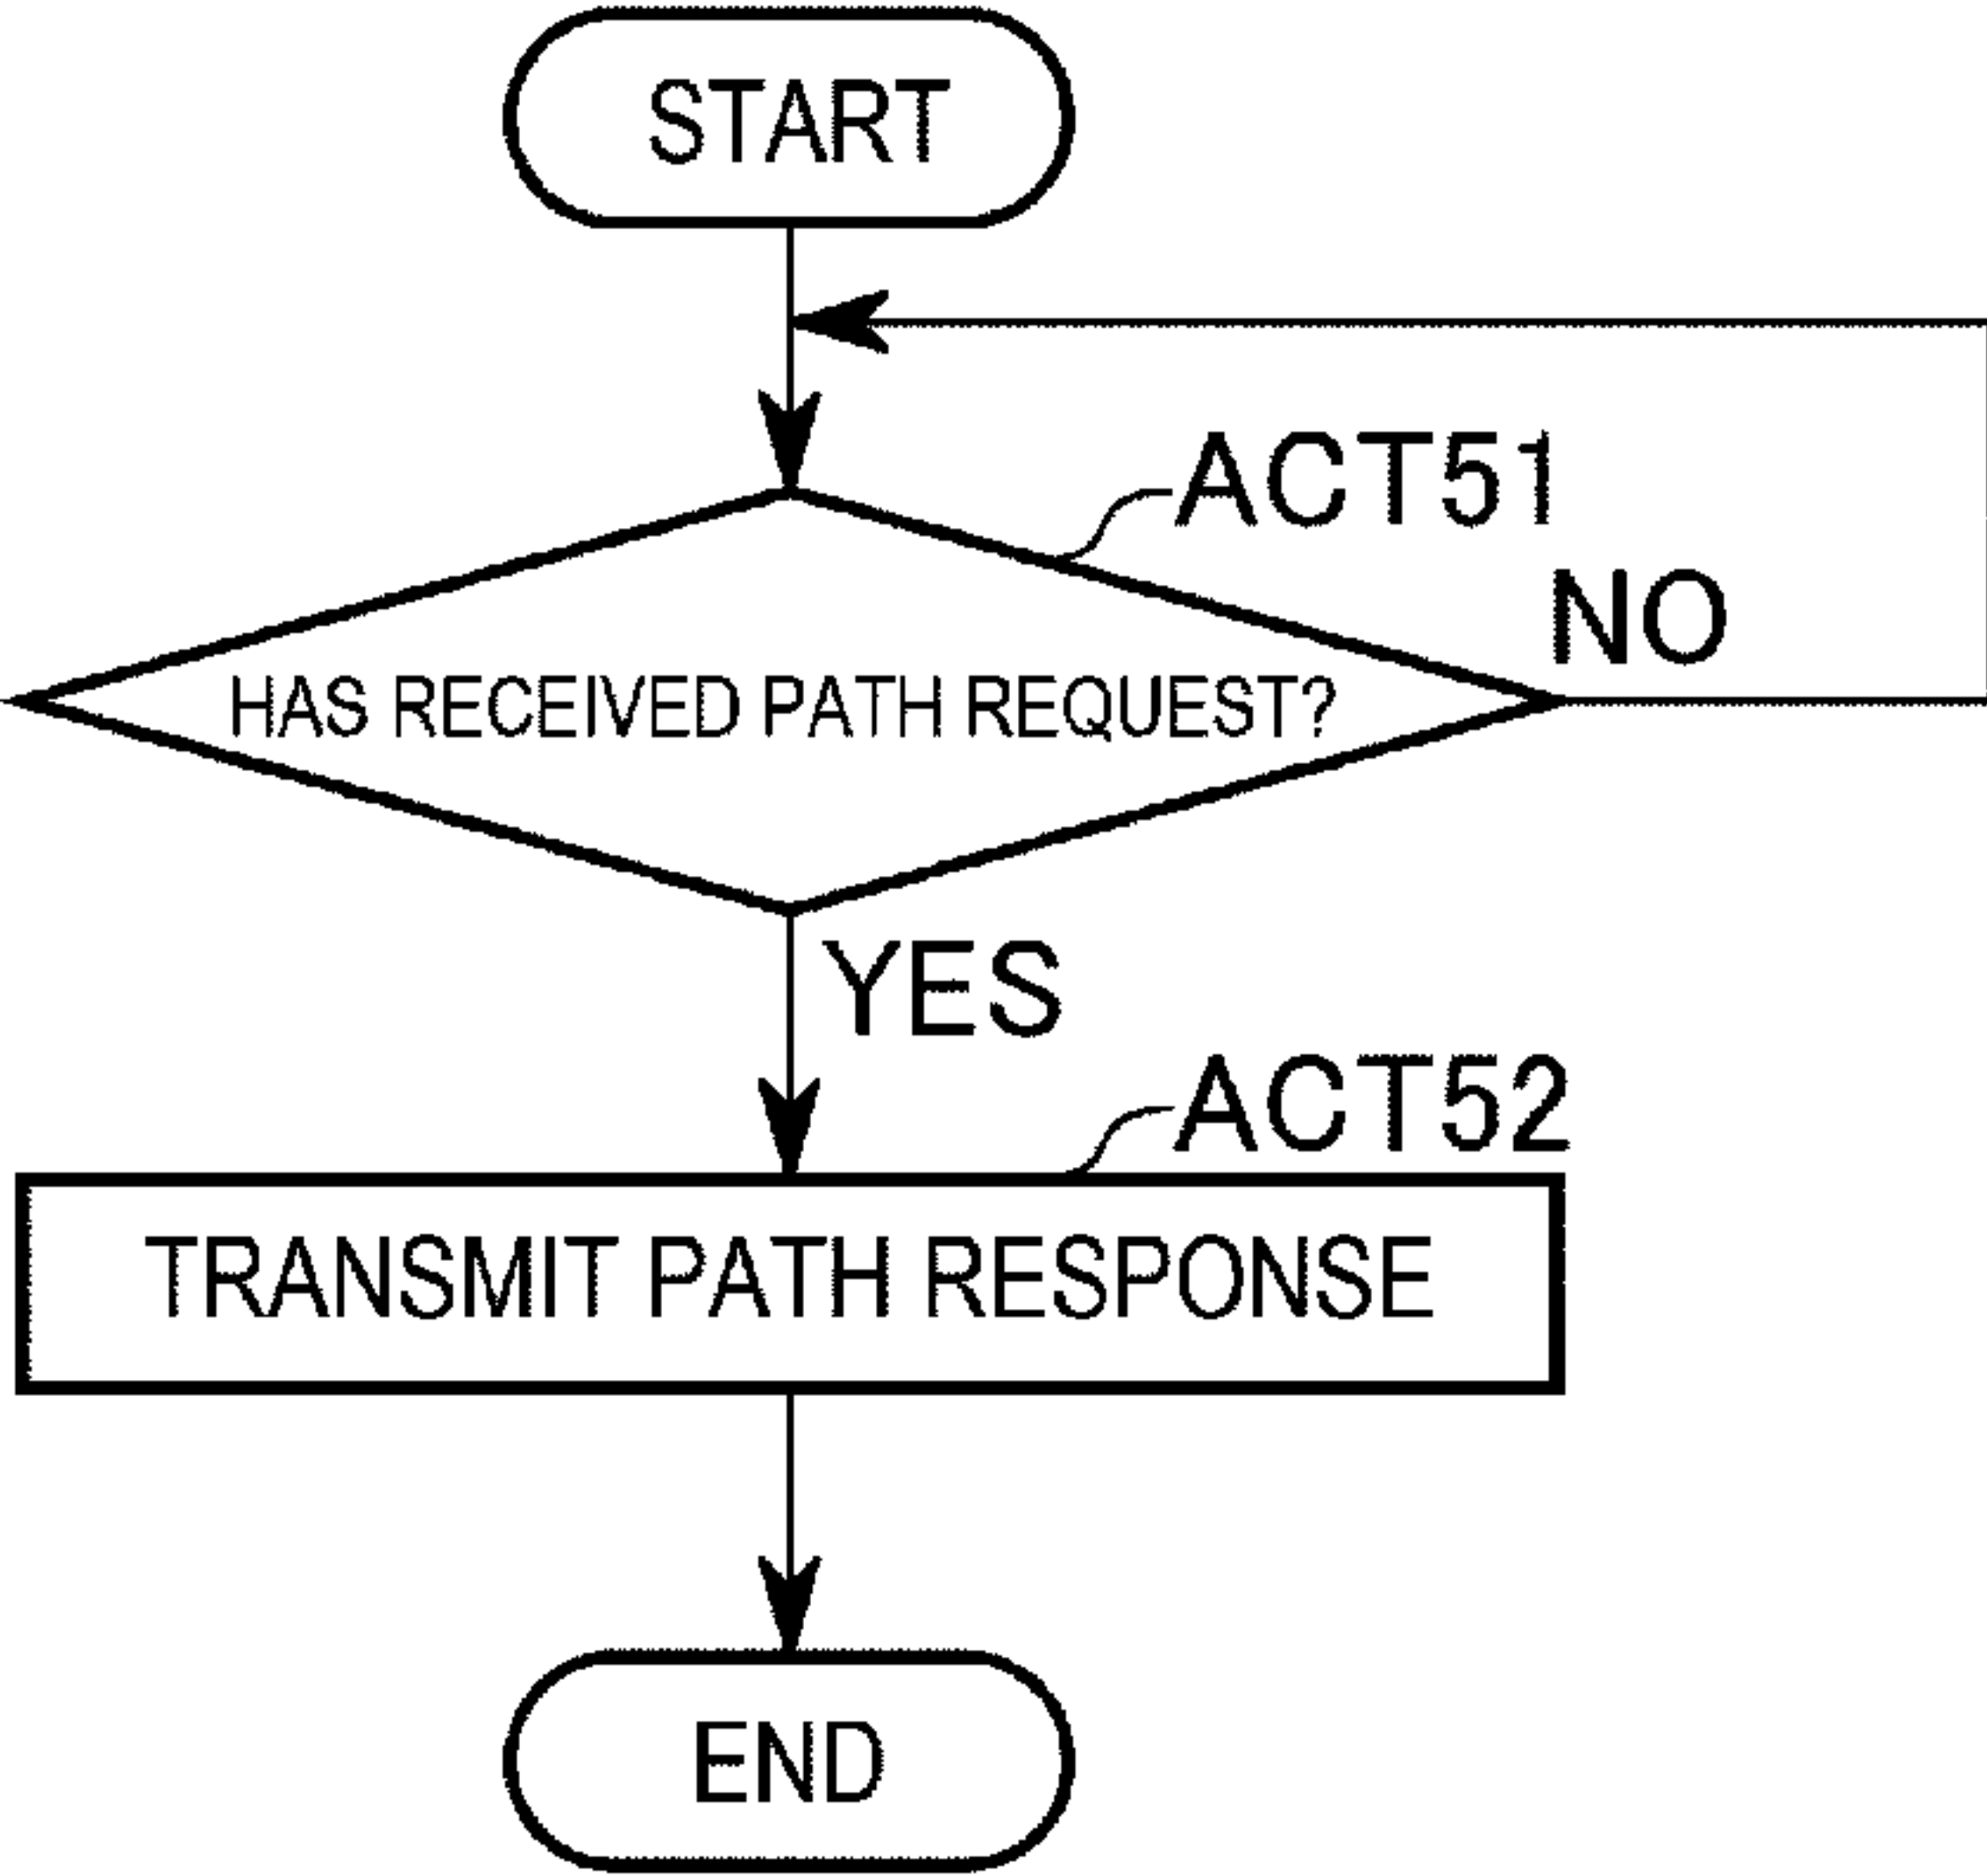 START
ACT51
NO
HAS RECEIVED PATH REQUEST?
YES
ACT52
TRANSMIT PATH RESPONSE
END